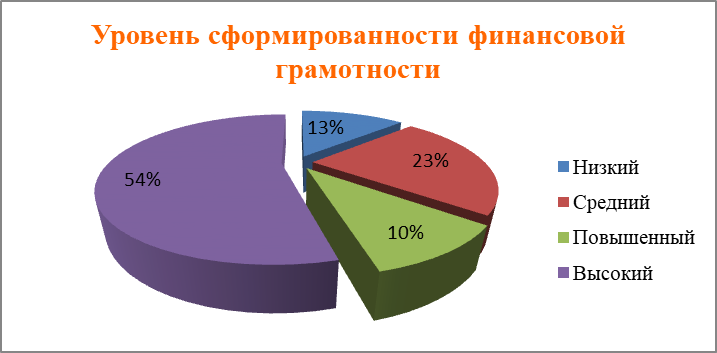 Уровень сформированности финансовой
грамотности
13%
23%
54%
10%
Низкий
Средний
Повышенный
Высокий